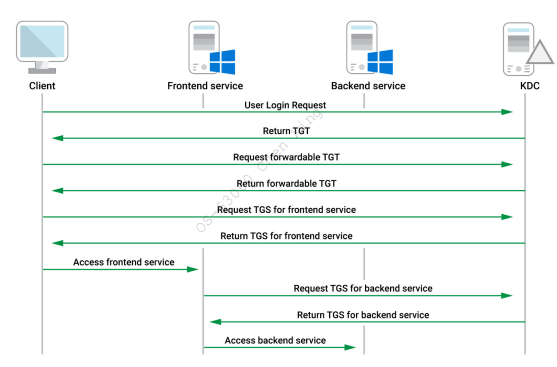 Client
Frontend service
Backend service
KDC
User Login Request
Return TGT
Request forwardable TGT
Return forwardable TGT
Request TGS for frontend service
Return TGS for frontend service
Access frontend service
Request TGS for backend service
Return TGS for backend service
Access backend service